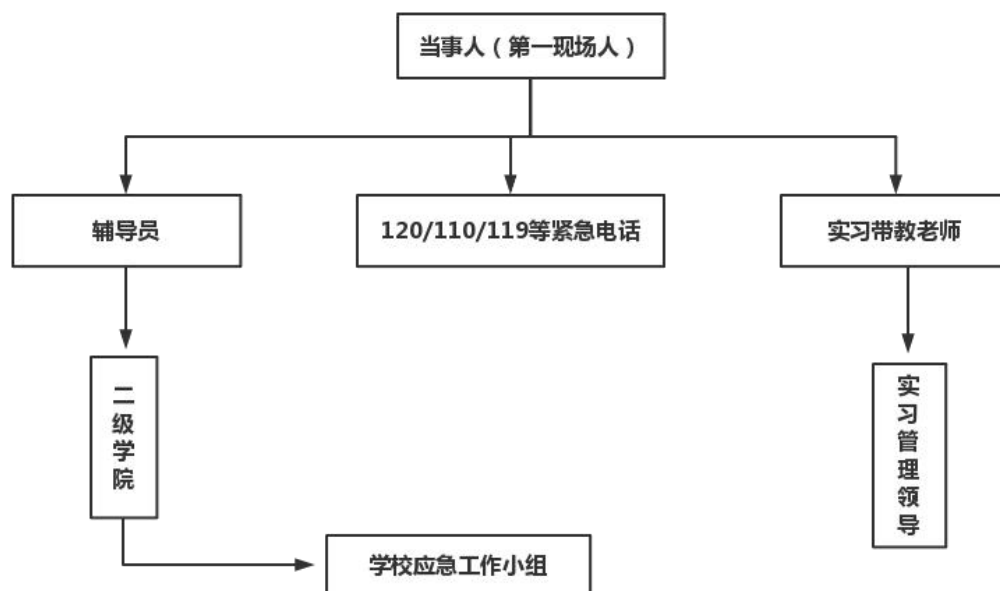 当事人（第一现场人）
辅导员
120/110/119等紧急电话
实习带教老师
二级学院
实习管理领导
学校应急工作小组